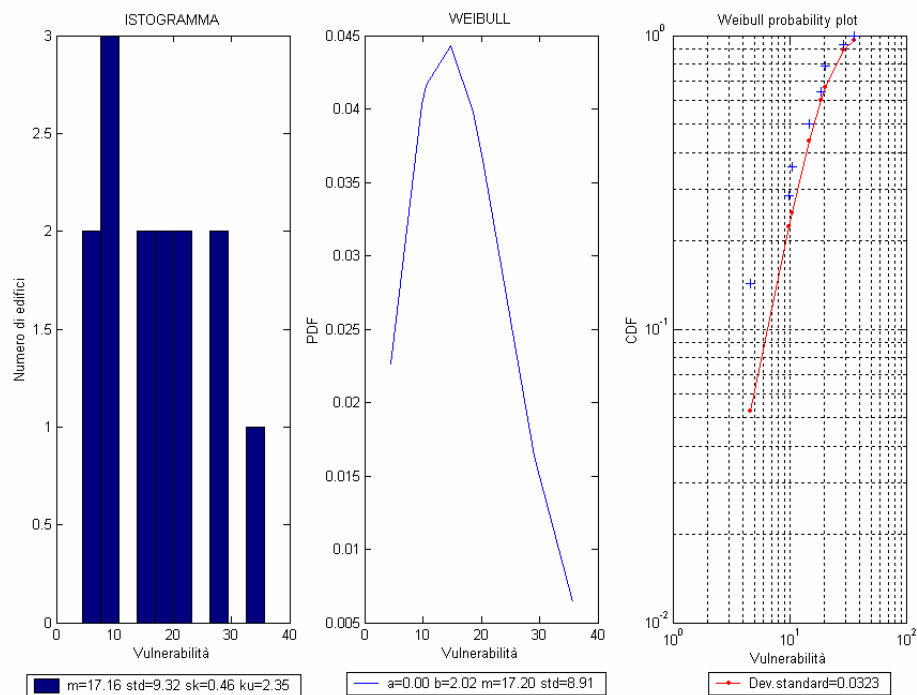 ISTOGRAMMA
3
2.5
2
1.5
1
0.5
0
0
10
20
30
40
Numero di edifici
Vulnerabilità
m=17.16 std=9.32 sk=0.46 ku=2.35
WEIBULL
0.045
0.04
0.035
0.03
0.025
0.02
0.015
0.01
0.005
0
10
20
30
40
PDF
Vulnerabilità
a=0.00 b=2.02 m=17.20 std=8.91
Weibull probability plot
10^0
10^-1
10^-2
10^0
10^1
10^2
CDF
Vulnerabilità
Dev.standard=0.0323